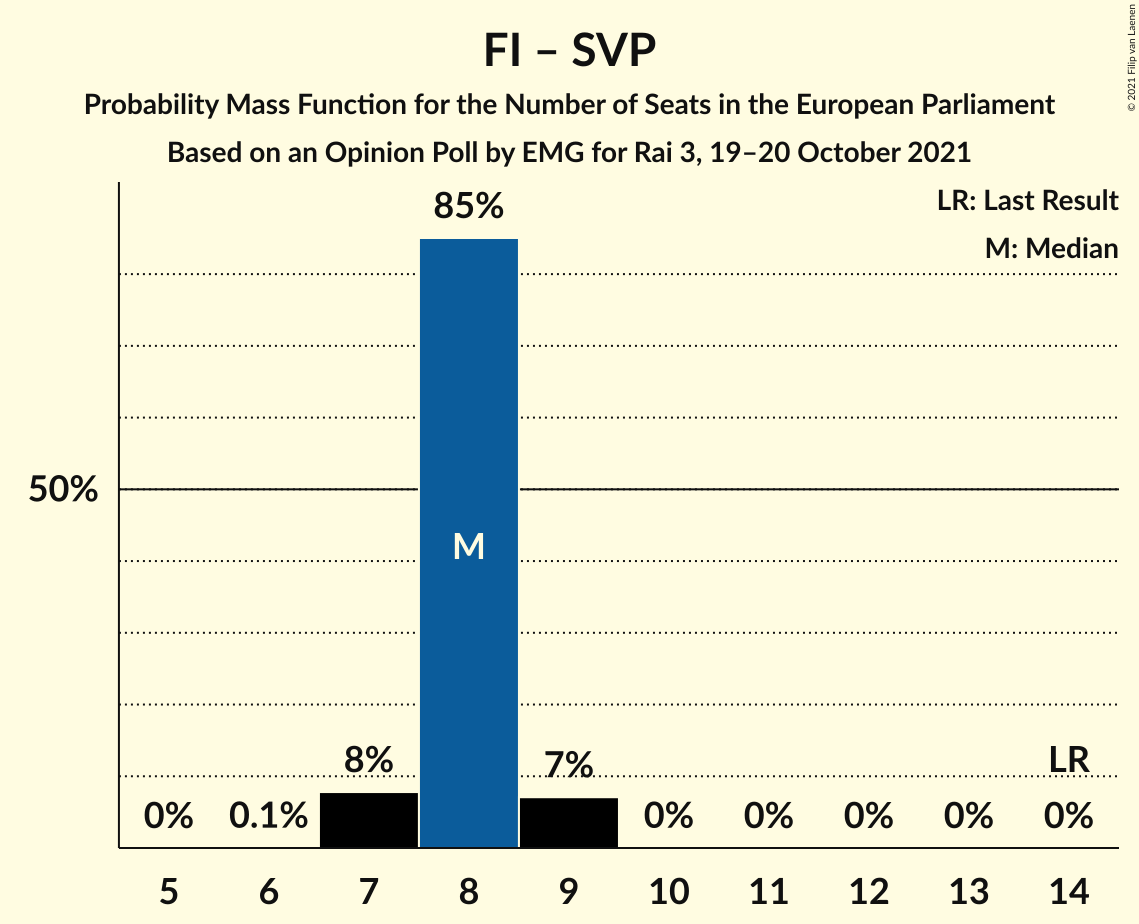 FI – SVP
Probability Mass Function for the Number of Seats in the European Parliament
Based on an Opinion Poll by EMG for Rai 3, 19–20 October 2021
© 2021 Filip van Laenen
LR: Last Result
M: Median
85%
50%
M
8%
7%
LR
0%
0.1%
0%
0%
0%
0%
0%
5
6
7
8
9
10
11
12
13
14